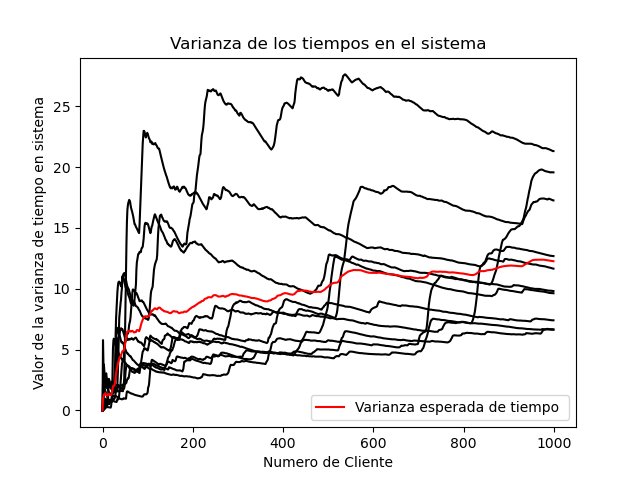 Varianza de los tiempos en el sistema
Valor de la varianza de tiempo en sistema
25
20
15
10
5
0
Varianza esperada de tiempo
0 200 400 600 800 1000
Numero de Cliente